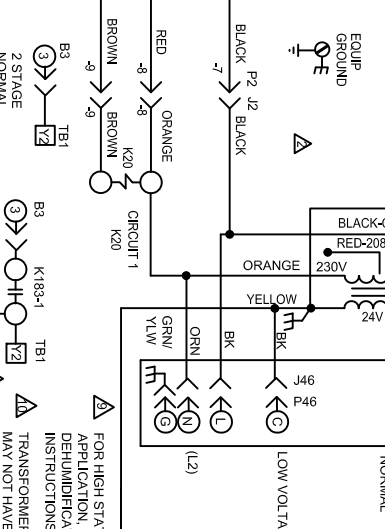 EQUIP
GROUND
BLACK
-7
P2
J2
BLACK
RED
-8
-8
ORANGE
BROWN
-9
-9
BROWN
K20
CIRCUIT 1
K20
B3
3
TB1
Y2
2 STAGE
NORMAL
2
BLACK-C
RED-208
230V
ORANGE
YELLOW
24V
B3
3
K183-1
TB1
Y2
GRN/
YLW
ORN
BK
BK
J46
P46
G
N
L
C
(L2)
LOW VOLTA
NORMAL
9
FOR HIGH STA
APPLICATION,
DEHUMIDIFICA
INSTRUCTIONS
10
TRANSFORMER
MAY NOT HAVE